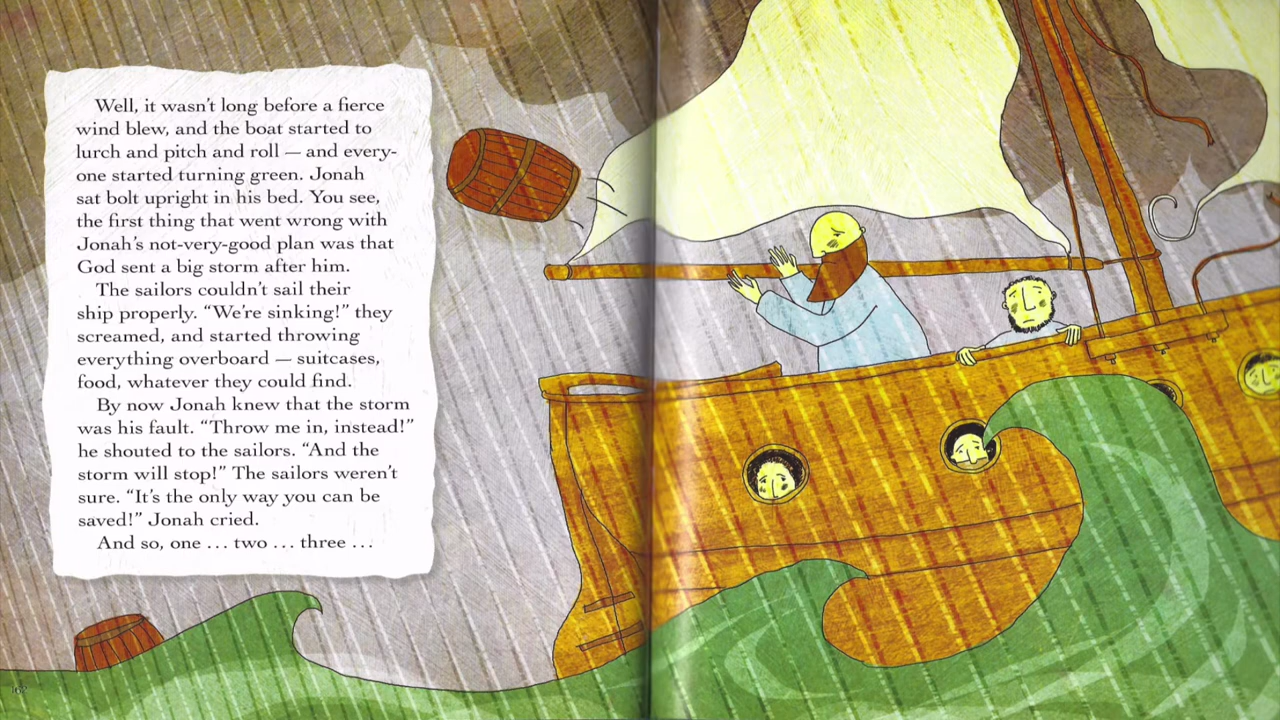 Well, it wasn't long before a fierce
wind blew, and the boat started to
lurch and pitch and roll — and every-
one started turning green. Jonah
sat bolt upright in his bed. You see,
the first thing that went wrong with
Jonah's not-very-good plan was that
God sent a big storm after him.
The sailors couldn't sail their
ship properly. “We're sinking!” they
screamed, and started throwing
everything overboard — suitcases,
food, whatever they could find.
By now Jonah knew that the storm
was his fault. “Throw me in, instead!”
he shouted to the sailors. “And the
storm will stop!” The sailors weren't
sure. “It's the only way you can be
saved!” Jonah cried.
And so, one … two … three …